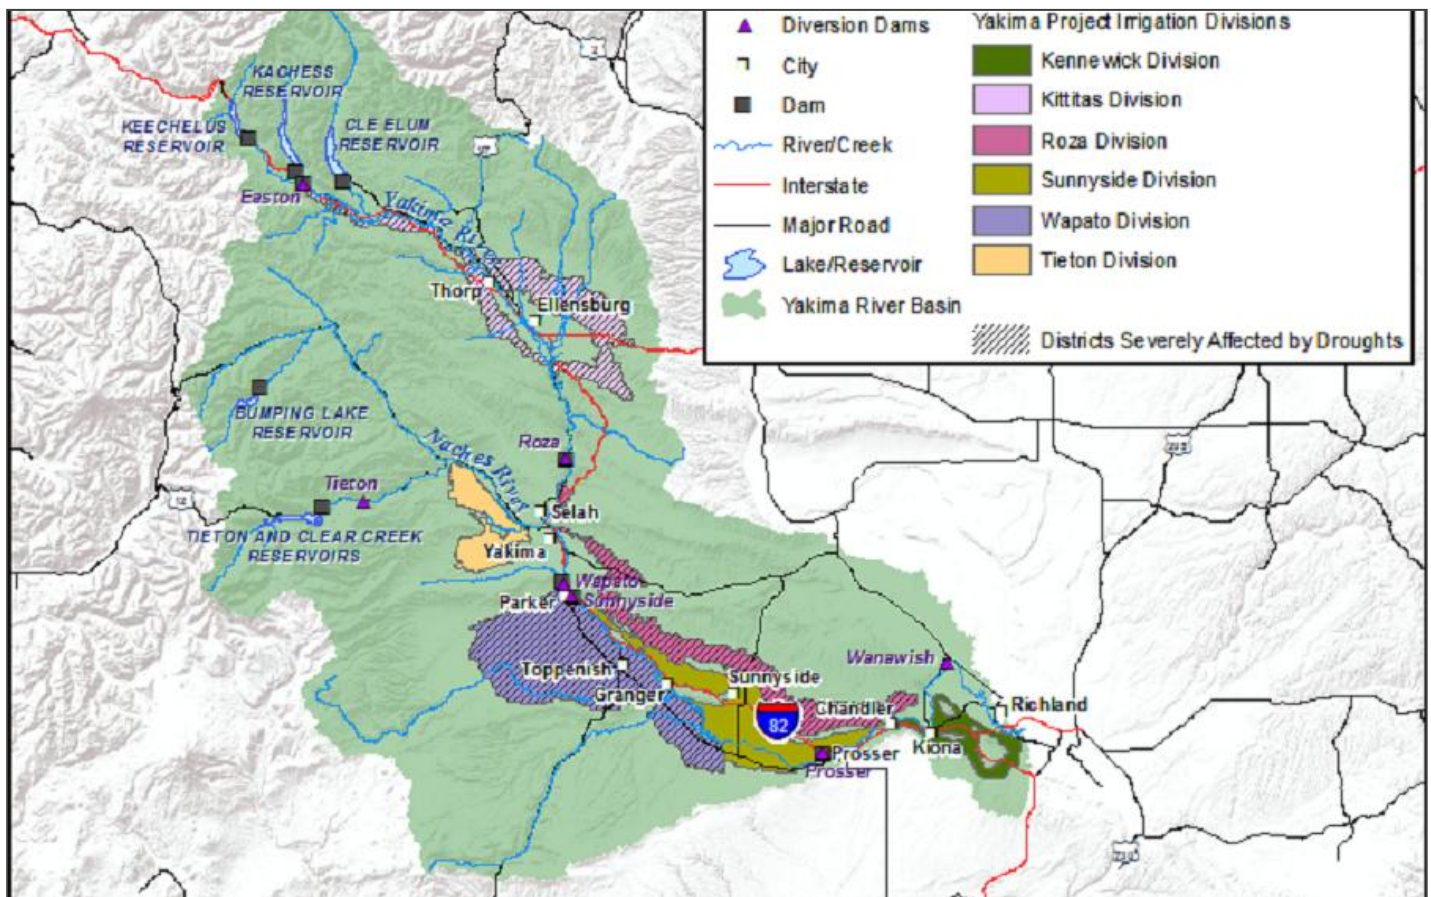 Diversion Dams
City
Dam
River/Creek
Interstate
Major Road
Lake/Reservoir
Yakima River Basin
Yakima Project Irrigation Divisions
Kennewick Division
Kittitas Division
Roza Division
Sunnyside Division
Wapato Division
Tieton Division
Districts Severely Affected by Droughts
2
KACHESS
RESERVOIR
KEECHELUS
RESERVOIR
CLE ELUM
RESERVOIR
Easton
Yakima River
Thorp
Ellensburg
BUMPING LAKE
RESERVOIR
Naches River
Roza
Tieton
12
Selah
TIETON AND CLEAR CREEK
RESERVOIRS
Yakima
Wapato
Parker
Sunnyside
Toppenish
Granger
Sunnyside
Wanawish
82
Chandler
Richland
Kiona
Prosser
Prosser